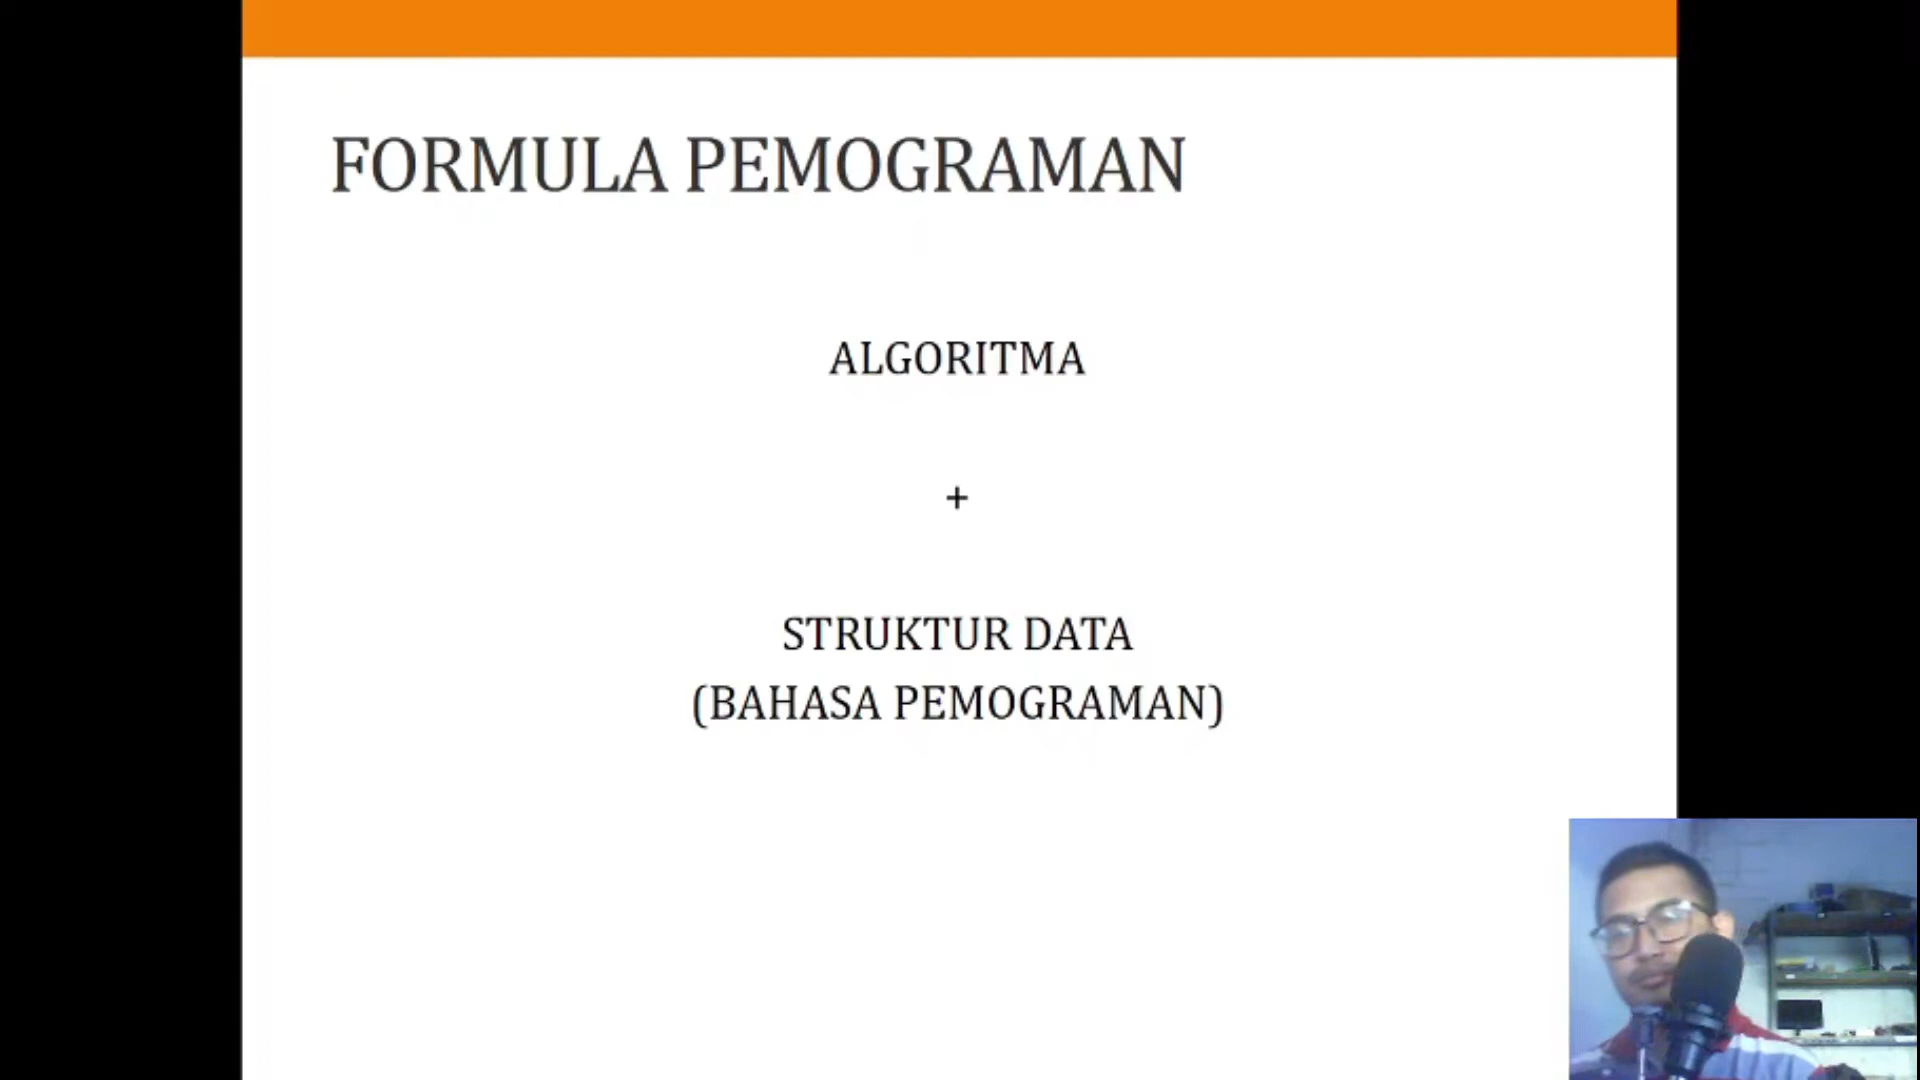 FORMULA PEMOGRAMAN
ALGORITMA
+
STRUKTUR DATA
(BAHASA PEMOGRAMAN)